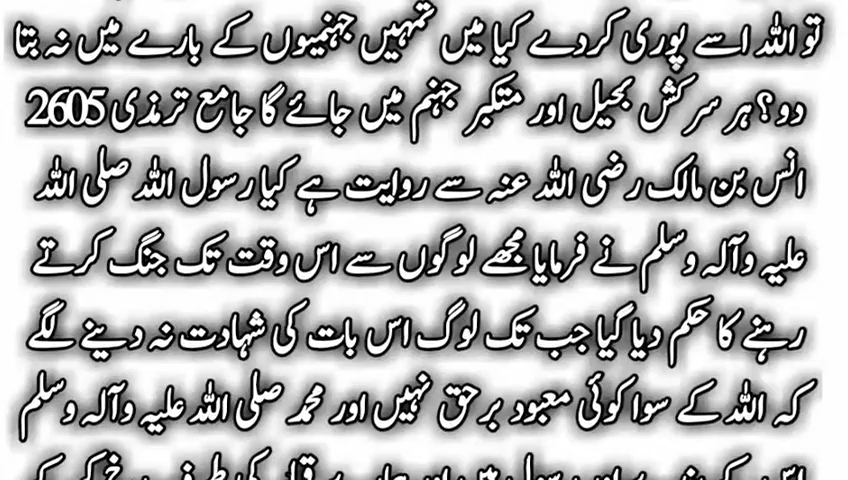 تو اللہ اسے پوری کردے کیا میں تمہیں جہنمیوں کے بارے میں نہ بتا
دو؟ ہر سرکش بخیل اور متکبر جہنم میں جائے گا جامع ترمذی 2605
انس بن مالک رضی اللہ عنہ سے روایت ہے کیا رسول اللہ صلی اللہ
علیہ وآلہ وسلم نے فرمایا مجھے لوگوں سے اس وقت تک جنگ کرتے
رہنے کا حکم دیا گیا جب تک لوگ اس بات کی شہادت نہ دینے لگے
کہ اللہ کے سوا کوئی معبود برحق نہیں اور محمد صلی اللہ علیہ وآلہ وسلم